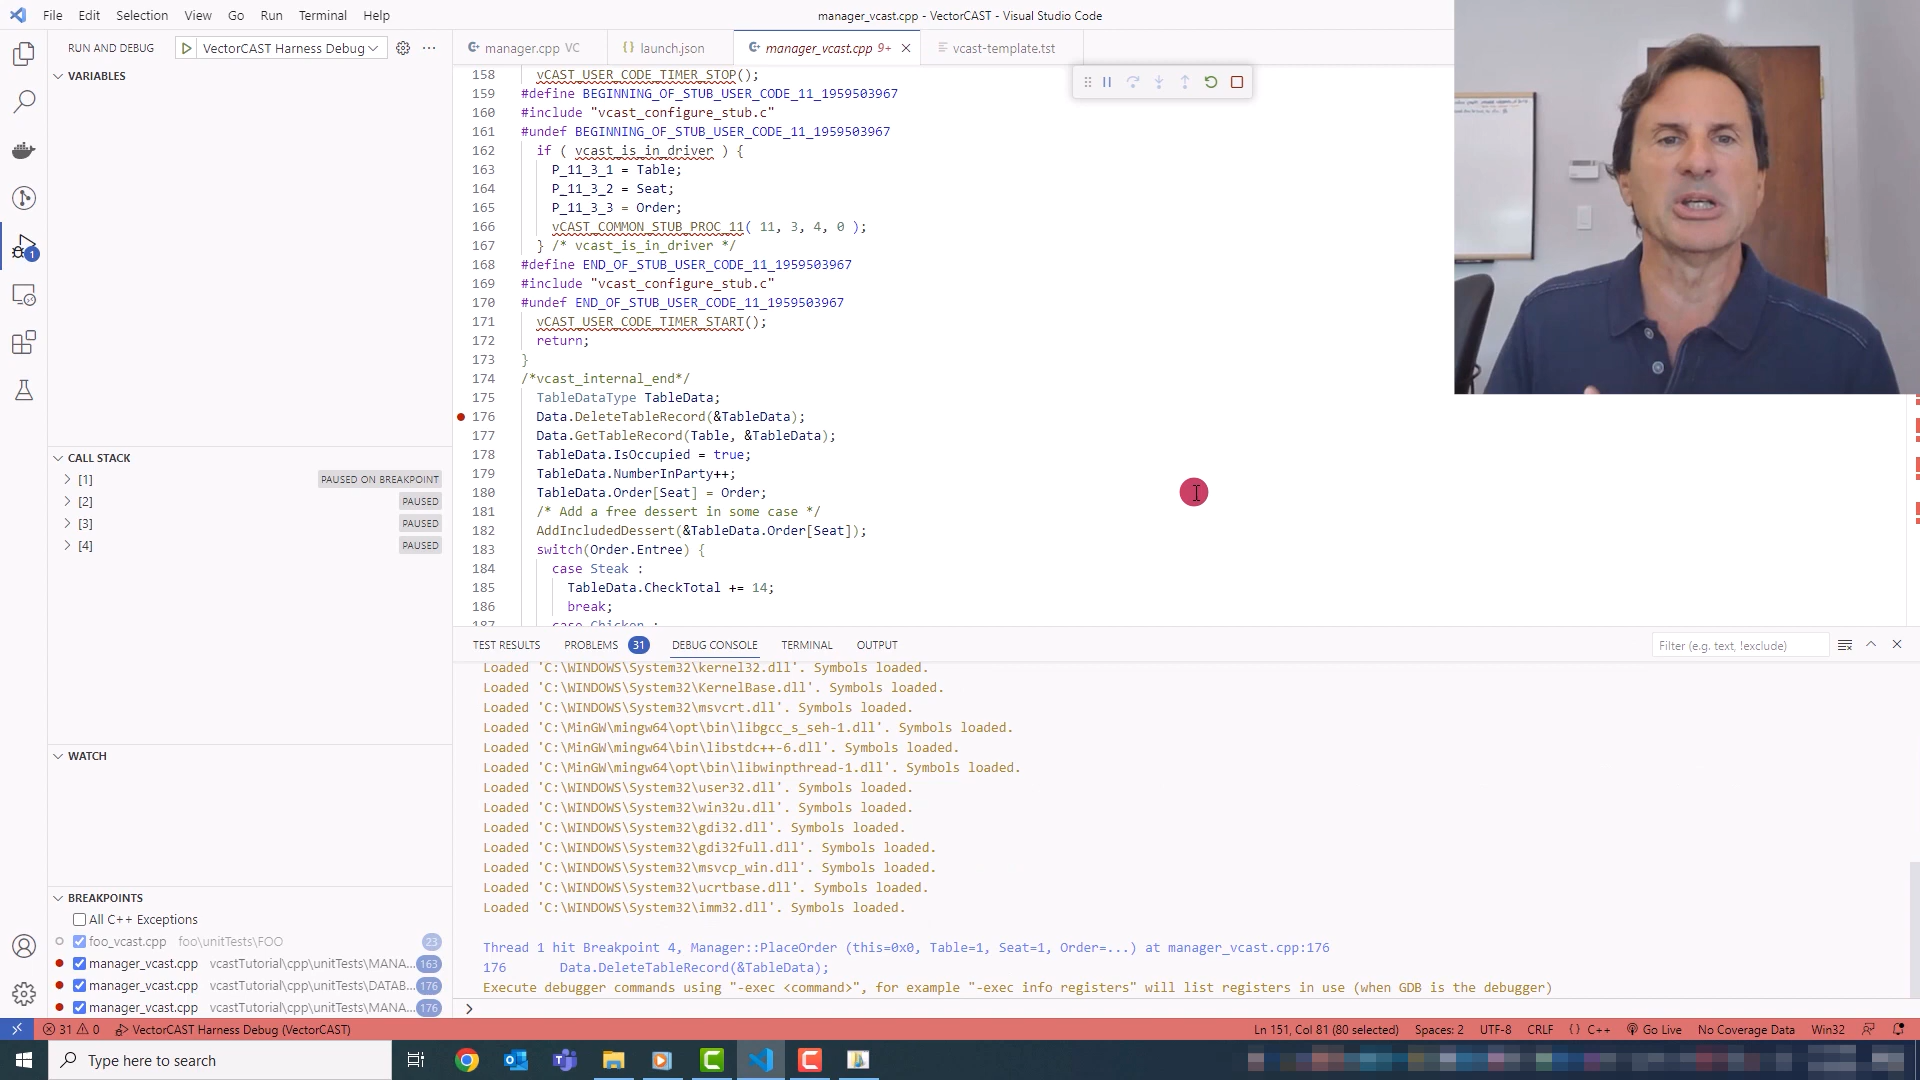 File Edit Selection View Go Run Terminal Help
manager_vcast.cpp - VectorCAST - Visual Studio Code
RUN AND DEBUG VectorCAST Harness Debug
manager.cpp VC
{} launch.json
manager_vcast.cpp 9+
vcast-template.tst
VARIABLES
158 vCAST_USER_CODE_TIMER_STOP();
159 #define BEGINNING_OF_STUB_USER_CODE_11_1959503967
160 #include "vcast_configure_stub.c"
161 #undef BEGINNING_OF_STUB_USER_CODE_11_1959503967
162 if ( vcast_is_in_driver ) {
163 P_11_3_1 = Table;
164 P_11_3_2 = Seat;
165 P_11_3_3 = Order;
166 vCAST_COMMON_STUB_PROC_11( 11, 3, 4, 0 );
167 } /* vcast_is_in_driver */
168 #define END_OF_STUB_USER_CODE_11_1959503967
169 #include "vcast_configure_stub.c"
170 #undef END_OF_STUB_USER_CODE_11_1959503967
171 vCAST_USER_CODE_TIMER_START();
172 return;
173 }
174 /*vcast_internal_end*/
175 TableDataType TableData;
176 Data.DeleteTableRecord(&TableData);
177 Data.GetTableRecord(Table, &TableData);
178 TableData.IsOccupied = true;
179 TableData.NumberInParty++;
180 TableData.Order[Seat] = Order;
181 /* Add a free dessert in some case */
182 AddIncludedDessert(&TableData.Order[Seat]);
183 switch(Order.Entree) {
184 case Steak :
185 TableData.CheckTotal += 14;
186 break;
187 case Chicken :
CALL STACK
[1] PAUSED ON BREAKPOINT
[2] PAUSED
[3] PAUSED
[4] PAUSED
WATCH
BREAKPOINTS
All C++ Exceptions
foo_vcast.cpp foo\unitTests\FOO 23
manager_vcast.cpp vcastTutorial\cpp\unitTests\MANA... 163
manager_vcast.cpp vcastTutorial\cpp\unitTests\DATAB... 176
manager_vcast.cpp vcastTutorial\cpp\unitTests\MANA... 176
1
TEST RESULTS PROBLEMS 31 DEBUG CONSOLE TERMINAL OUTPUT
Filter (e.g. text, !exclude)
Loaded 'C:\WINDOWS\System32\kernel32.dll'. Symbols loaded.
Loaded 'C:\WINDOWS\System32\KernelBase.dll'. Symbols loaded.
Loaded 'C:\WINDOWS\System32\msvcrt.dll'. Symbols loaded.
Loaded 'C:\MinGW\mingw64\opt\bin\libgcc_s_seh-1.dll'. Symbols loaded.
Loaded 'C:\MinGW\mingw64\bin\libstdc++-6.dll'. Symbols loaded.
Loaded 'C:\MinGW\mingw64\opt\bin\libwinpthread-1.dll'. Symbols loaded.
Loaded 'C:\WINDOWS\System32\user32.dll'. Symbols loaded.
Loaded 'C:\WINDOWS\System32\win32u.dll'. Symbols loaded.
Loaded 'C:\WINDOWS\System32\gdi32.dll'. Symbols loaded.
Loaded 'C:\WINDOWS\System32\gdi32full.dll'. Symbols loaded.
Loaded 'C:\WINDOWS\System32\msvcp_win.dll'. Symbols loaded.
Loaded 'C:\WINDOWS\System32\ucrtbase.dll'. Symbols loaded.
Loaded 'C:\WINDOWS\System32\imm32.dll'. Symbols loaded.
Thread 1 hit Breakpoint 4, Manager::PlaceOrder (this=0x0, Table=1, Seat=1, Order=...) at manager_vcast.cpp:176
176 Data.DeleteTableRecord(&TableData);
Execute debugger commands using "-exec <command>", for example "-exec info registers" will list registers in use (when GDB is the debugger)
31 0 VectorCAST Harness Debug (VectorCAST)
Ln 151, Col 81 (80 selected) Spaces: 2 UTF-8 CRLF {} C++ Go Live No Coverage Data Win32
Type here to search